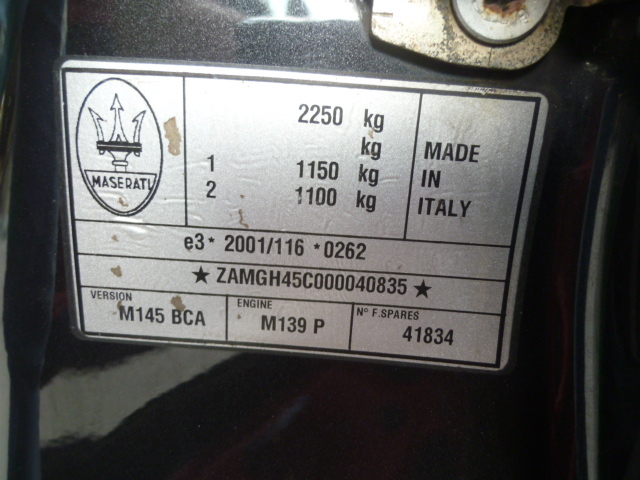 MASERATI
2250 kg
kg
1 1150 kg
2 1100 kg
MADE
IN
ITALY
e3* 2001/116 *0262
★ ZAMGH45C000040835 ★
VERSION
M145 BCA
ENGINE
M139 P
N° F.SPARES
41834